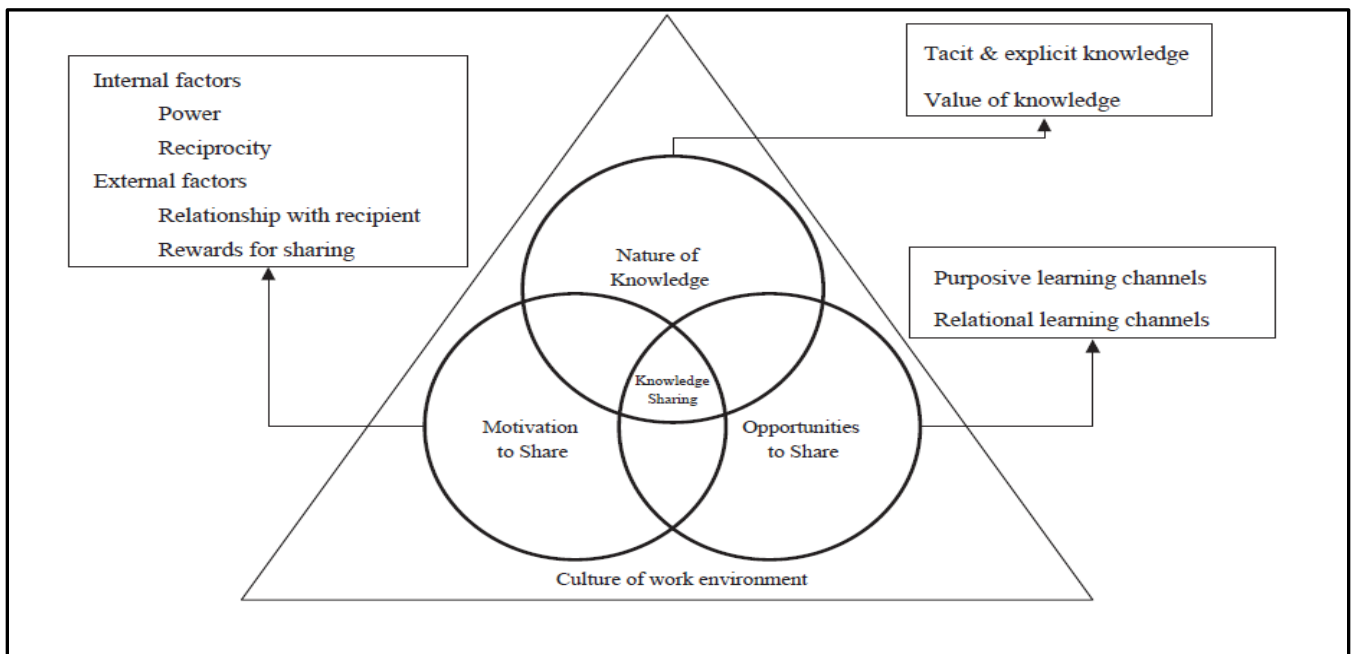 Internal factors
Power
Reciprocity
External factors
Relationship with recipient
Rewards for sharing
Tacit & explicit knowledge
Value of knowledge
Nature of
Knowledge
Purposive learning channels
Relational learning channels
Knowledge
Sharing
Motivation
to Share
Opportunities
to Share
Culture of work environment